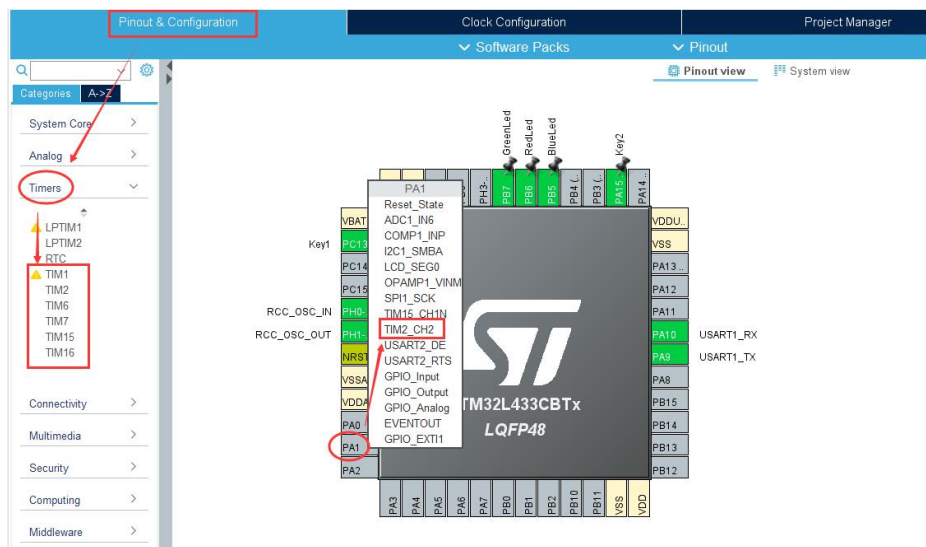 Pinout & Configuration
Clock Configuration
Project Manager
Software Packs
Pinout
Pinout view
System view
Categories
A->Z
System Core
Analog
Timers
LPTIM1
LPTIM2
RTC
TIM1
TIM2
TIM6
TIM7
TIM15
TIM16
Connectivity
Multimedia
Security
Computing
Middleware
GreenLed
RedLed
BlueLed
Key2
PH3-..
PB7
PB6
PB5
PB4 (..
PB3 (..
PA15
PA14..
PA1
Reset_State
ADC1_IN6
COMP1_INP
I2C1_SMBA
LCD_SEG0
OPAMP1_VINM
SPI1_SCK
TIM15_CH1N
TIM2_CH2
USART2_DE
USART2_RTS
GPIO_Input
GPIO_Output
GPIO_Analog
EVENTOUT
GPIO_EXTI1
Key1
RCC_OSC_IN
RCC_OSC_OUT
VBAT
PC13
PC14
PC15
PH0-
PH1-
NRST
VSSA
VDDA
PA0
PA1
PA2
ST
TM32L433CBTx
LQFP48
VDDU..
VSS
PA13..
PA12
PA11
PA10 USART1_RX
PA9 USART1_TX
PA8
PB15
PB14
PB13
PB12
PA3
PA4
PA5
PA6
PA7
PB0
PB1
PB2
PB10
PB11
VSS
VDD